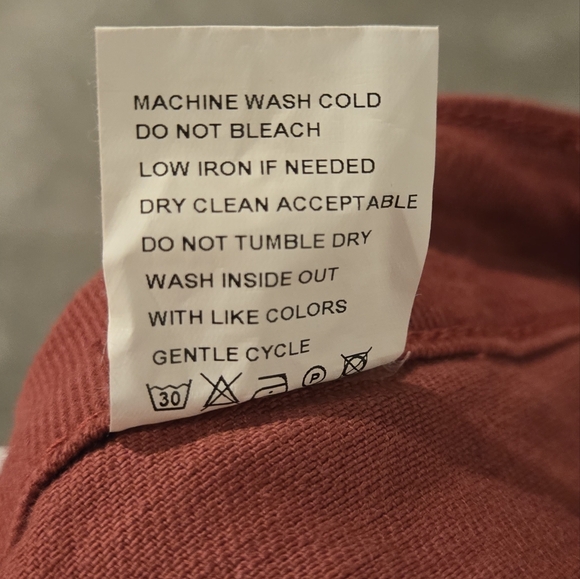 MACHINE WASH COLD
DO NOT BLEACH
LOW IRON IF NEEDED
DRY CLEAN ACCEPTABLE
DO NOT TUMBLE DRY
WASH INSIDE OUT
WITH LIKE COLORS
GENTLE CYCLE
30 P